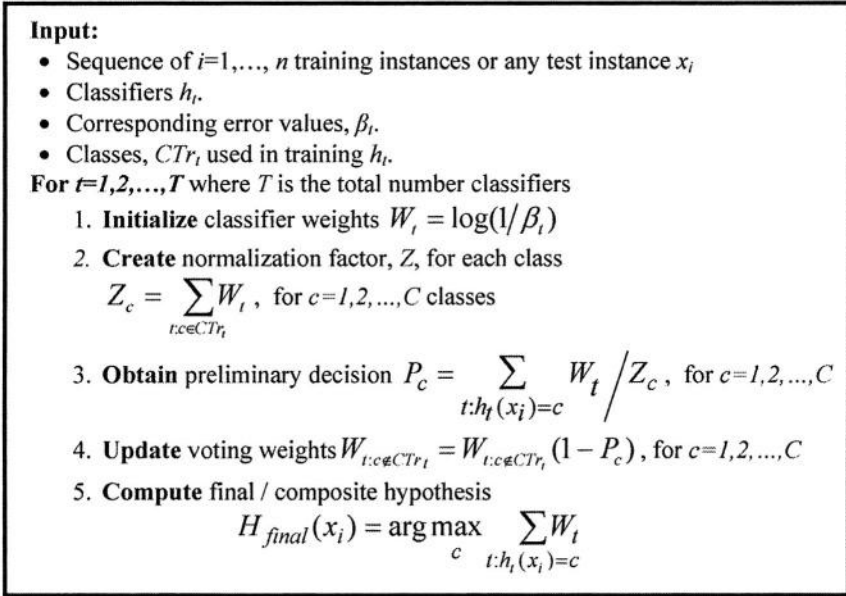 Input:
• Sequence of i=1,…, n training instances or any test instance x_i
• Classifiers h_t.
• Corresponding error values, β_t.
• Classes, CTr_t used in training h_t.
For t=1,2,…,T where T is the total number classifiers
1. Initialize classifier weights W_t = log(1/β_t)
2. Create normalization factor, Z, for each class
Z_c = ∑_{t:c∈CTr_t} W_t , for c=1,2,...,C classes
3. Obtain preliminary decision P_c = ∑_{t:h_t(x_i)=c} W_t / Z_c , for c=1,2,...,C
4. Update voting weights W_{t:c∉CTr_t} = W_{t:c∉CTr_t} (1 − P_c) , for c=1,2,...,C
5. Compute final / composite hypothesis
H_final(x_i) = arg max_c ∑_{t:h_t(x_i)=c} W_t